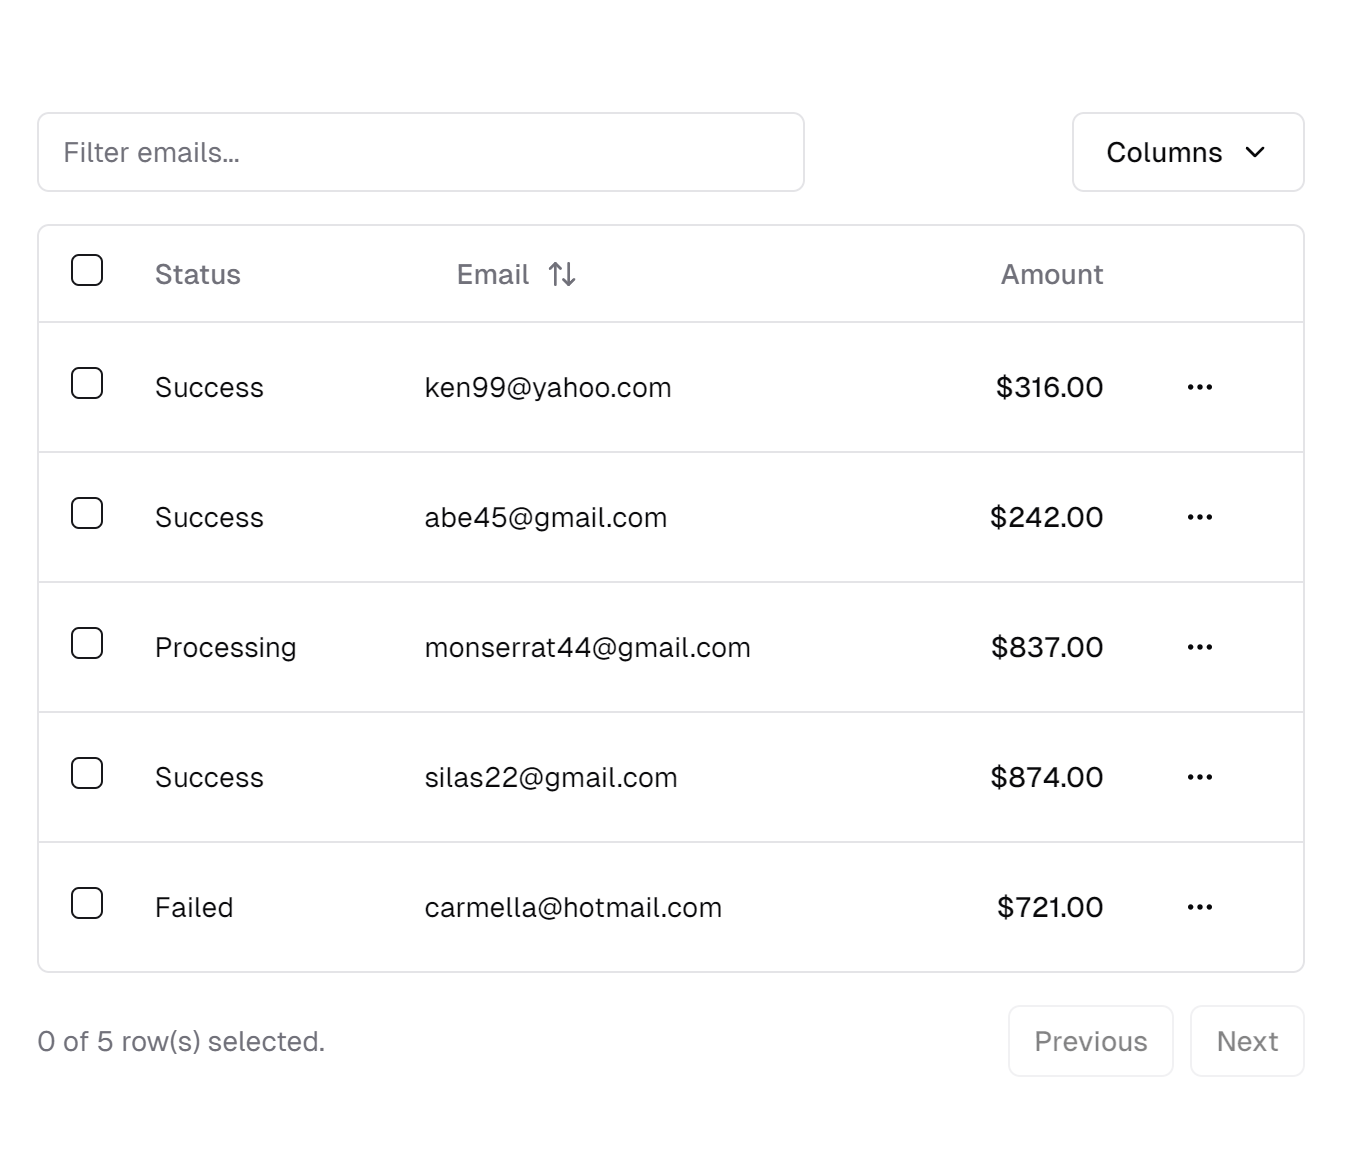 Filter emails...
Columns
Status Email Amount
Success ken99@yahoo.com $316.00
Success abe45@gmail.com $242.00
Processing monserrat44@gmail.com $837.00
Success silas22@gmail.com $874.00
Failed carmella@hotmail.com $721.00
0 of 5 row(s) selected.
Previous Next